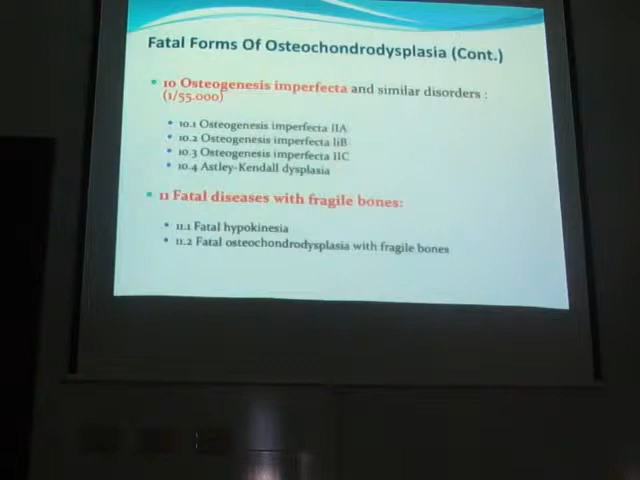 Fatal Forms Of Osteochondrodysplasia (Cont.)
• 10 Osteogenesis imperfecta and similar disorders :
(1/55.000)
• 10.1 Osteogenesis imperfecta IIA
• 10.2 Osteogenesis imperfecta IiB
• 10.3 Osteogenesis imperfecta IIC
• 10.4 Astley-Kendall dysplasia
• 11 Fatal diseases with fragile bones:
• 11.1 Fatal hypokinesia
• 11.2 Fatal osteochondrodysplasia with fragile bones